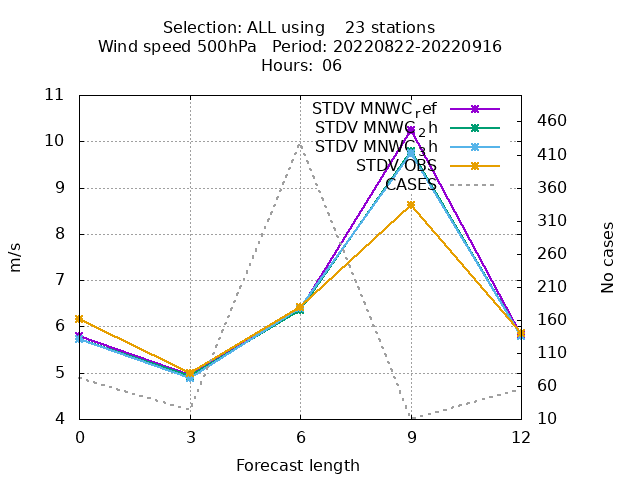 Selection: ALL using 23 stations
Wind speed 500hPa Period: 20220822-20220916
Hours: 06
STDV MNWC_ref
STDV MNWC_2h
STDV MNWC_3h
STDV OBS
CASES
11
10
9
8
7
6
5
4
m/s
460
410
360
310
260
210
160
110
60
10
No cases
0 3 6 9 12
Forecast length